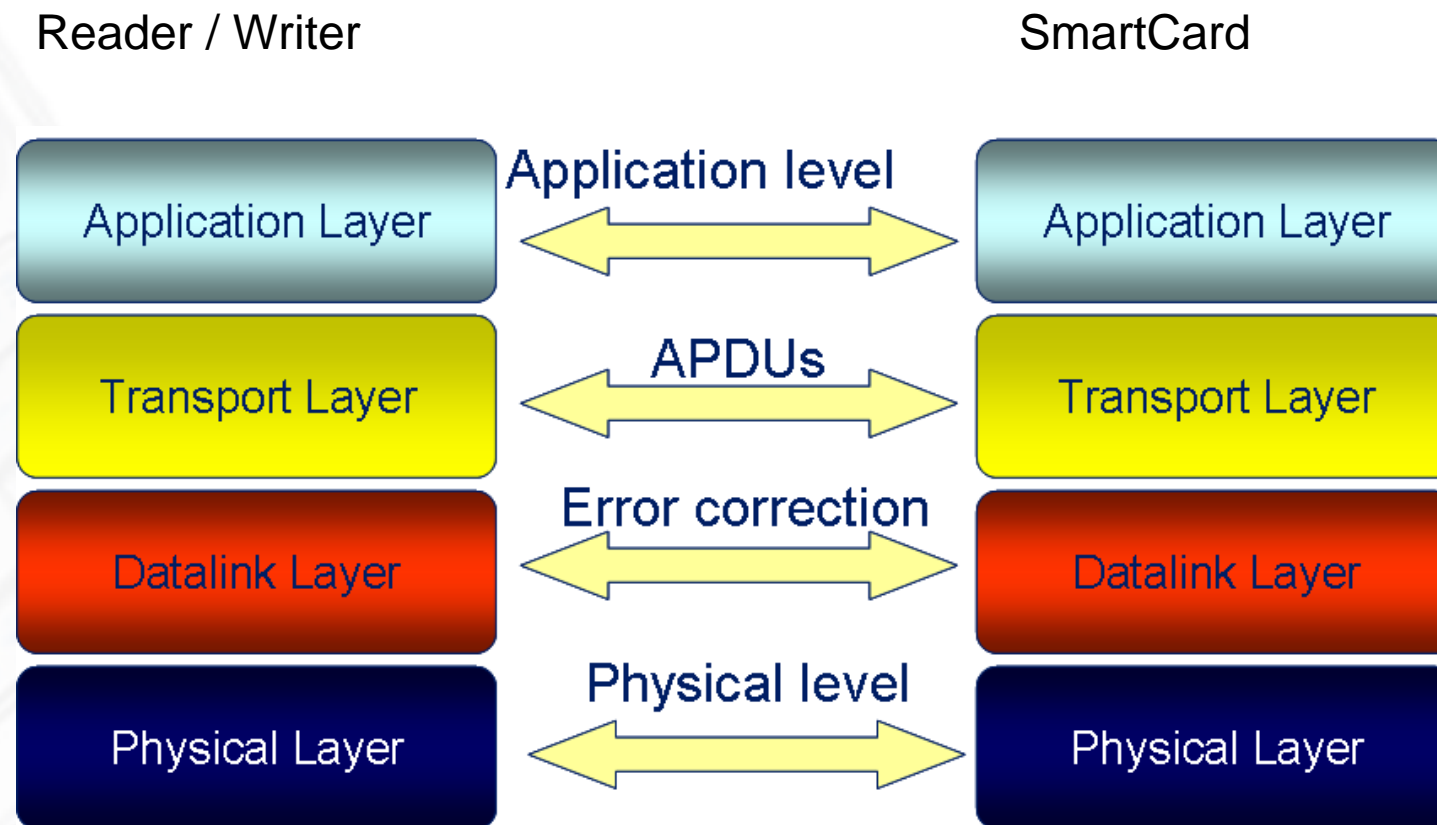 Reader / Writer
SmartCard
Application Layer
Application level
Application Layer
Transport Layer
APDUs
Transport Layer
Datalink Layer
Error correction
Datalink Layer
Physical Layer
Physical level
Physical Layer